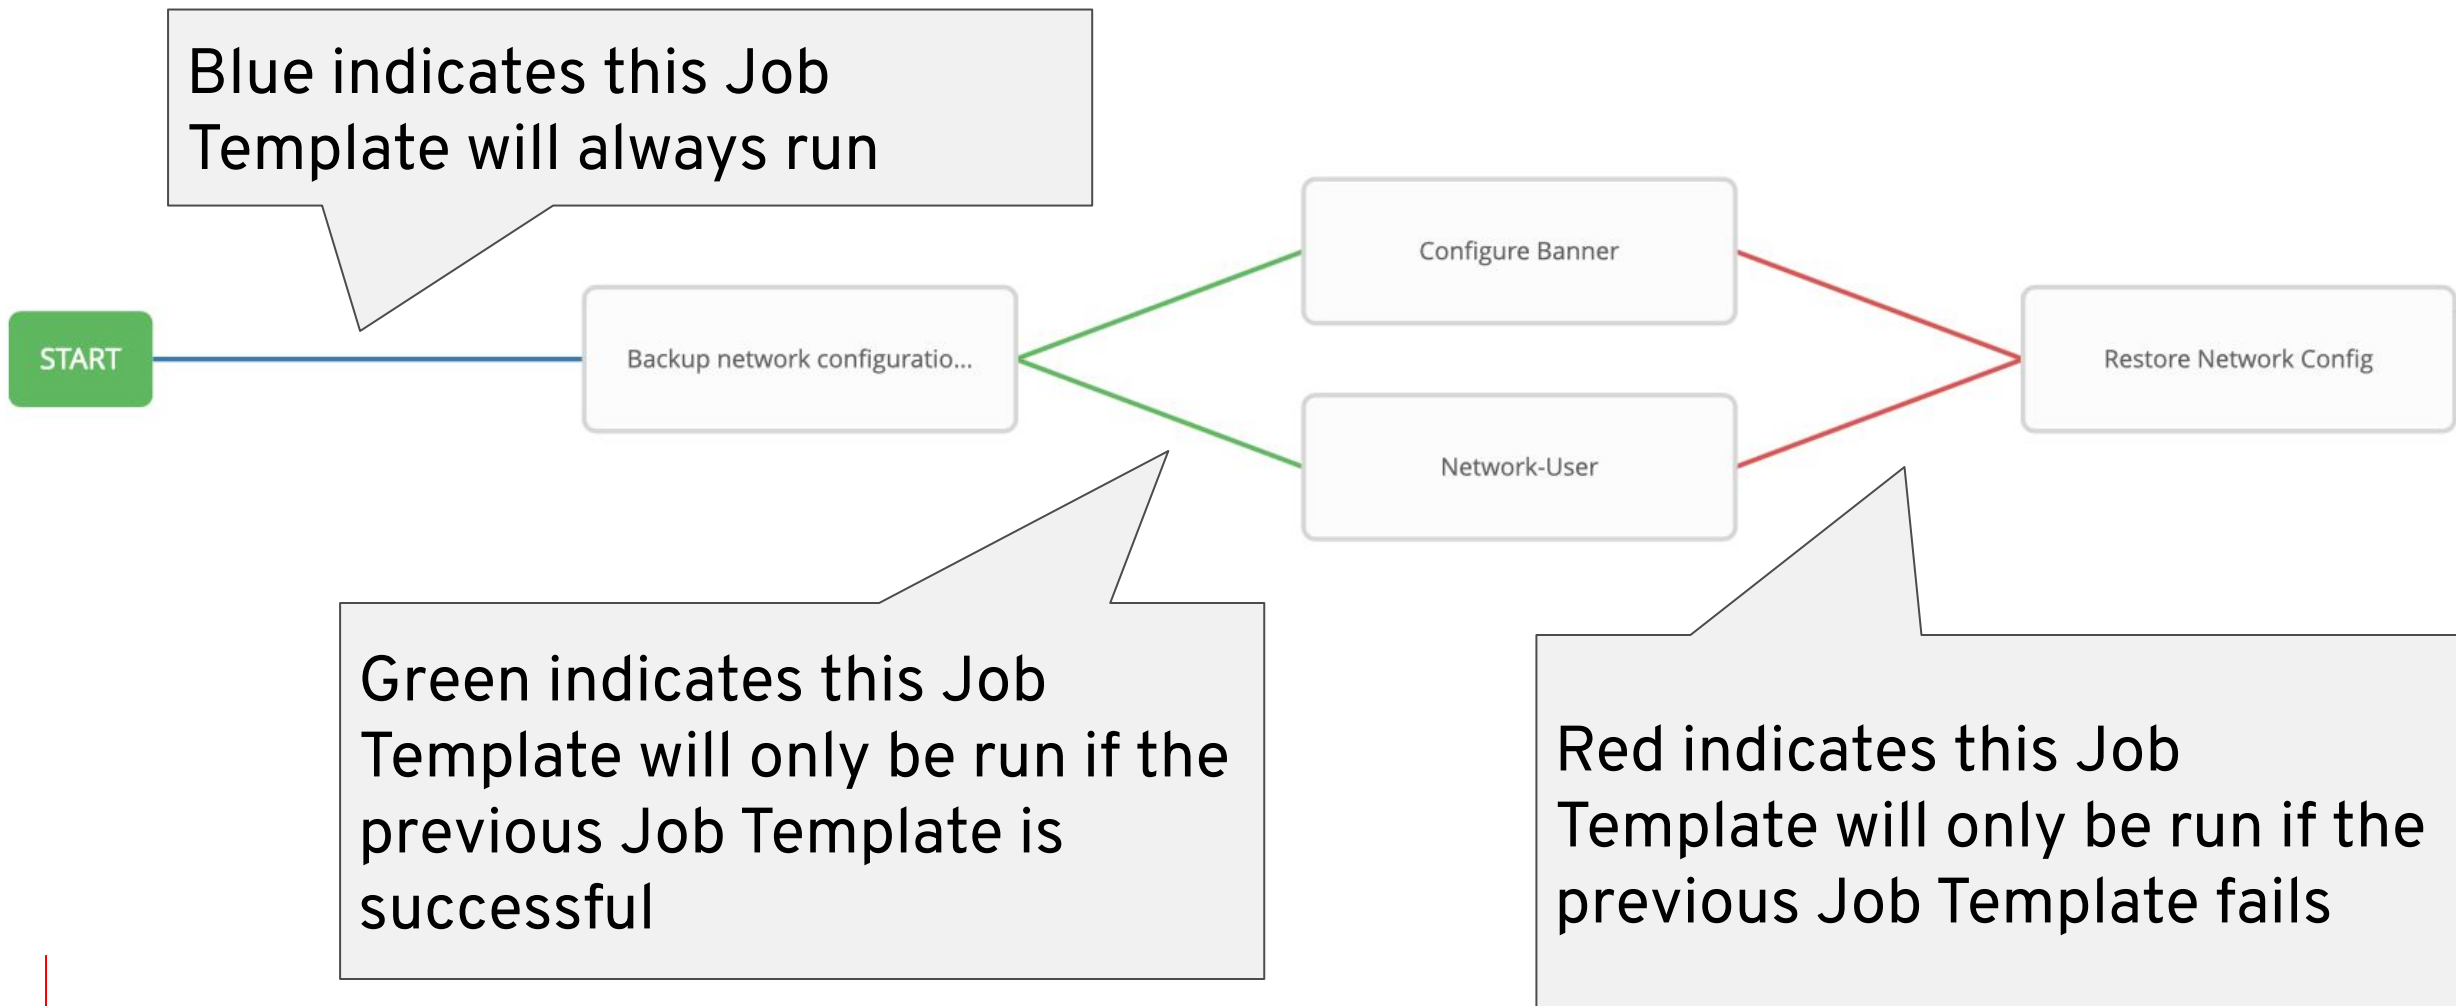 Blue indicates this Job
Template will always run
Configure Banner
START
Backup network configuratio...
Restore Network Config
Network-User
Green indicates this Job
Template will only be run if the
previous Job Template is
successful
Red indicates this Job
Template will only be run if the
previous Job Template fails